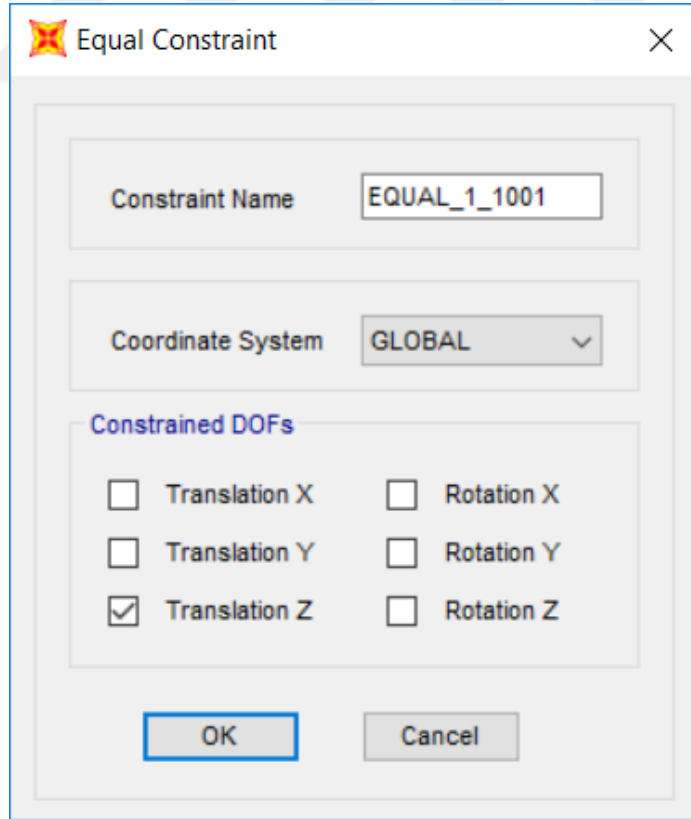 Equal Constraint
Constraint Name EQUAL_1_1001
Coordinate System GLOBAL
Constrained DOFs
Translation X Rotation X
Translation Y Rotation Y
Translation Z Rotation Z
OK Cancel